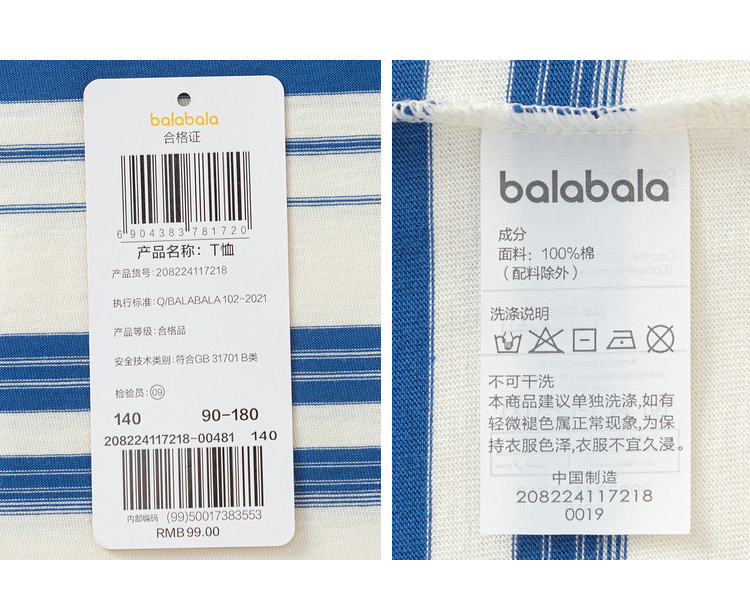 balabala
合格证
6 904383 781720
产品名称：T恤
产品货号：208224117218
执行标准：Q/BALABALA 102-2021
产品等级：合格品
安全技术类别：符合GB 31701 B类
检验员：09
140 90-180
208224117218-00481 140
内部编码 (99)50017383553
RMB99.00
balabala
成分
面料：100%棉
（配料除外）
洗涤说明
不可干洗
本商品建议单独洗涤,如有
轻微褪色属正常现象,为保
持衣服色泽,衣服不宜久浸。
中国制造
208224117218
0019